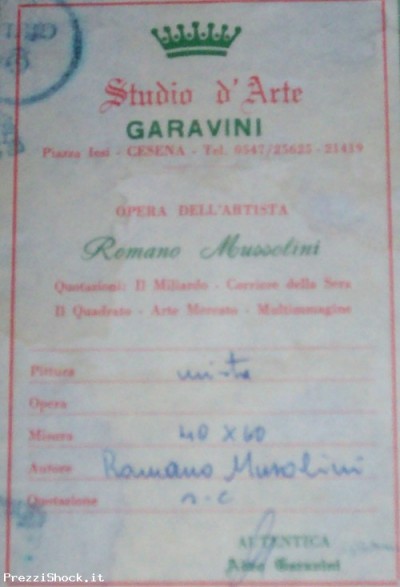 Studio d'Arte
GARAVINI
Piazza Iesi - CESENA - Tel. 0547/25625 - 21419
OPERA DELL'ARTISTA
Romano Mussolini
Quotazioni: Il Miliardo - Corriere della Sera
Il Quadrato - Arte Mercato - Multimmagine
Pittura mista
Opera
Misura 40 x 60
Autore Romano Musolini
Quotazione s.c
AUTENTICA
Aldo Garavini
PrezziShock.it